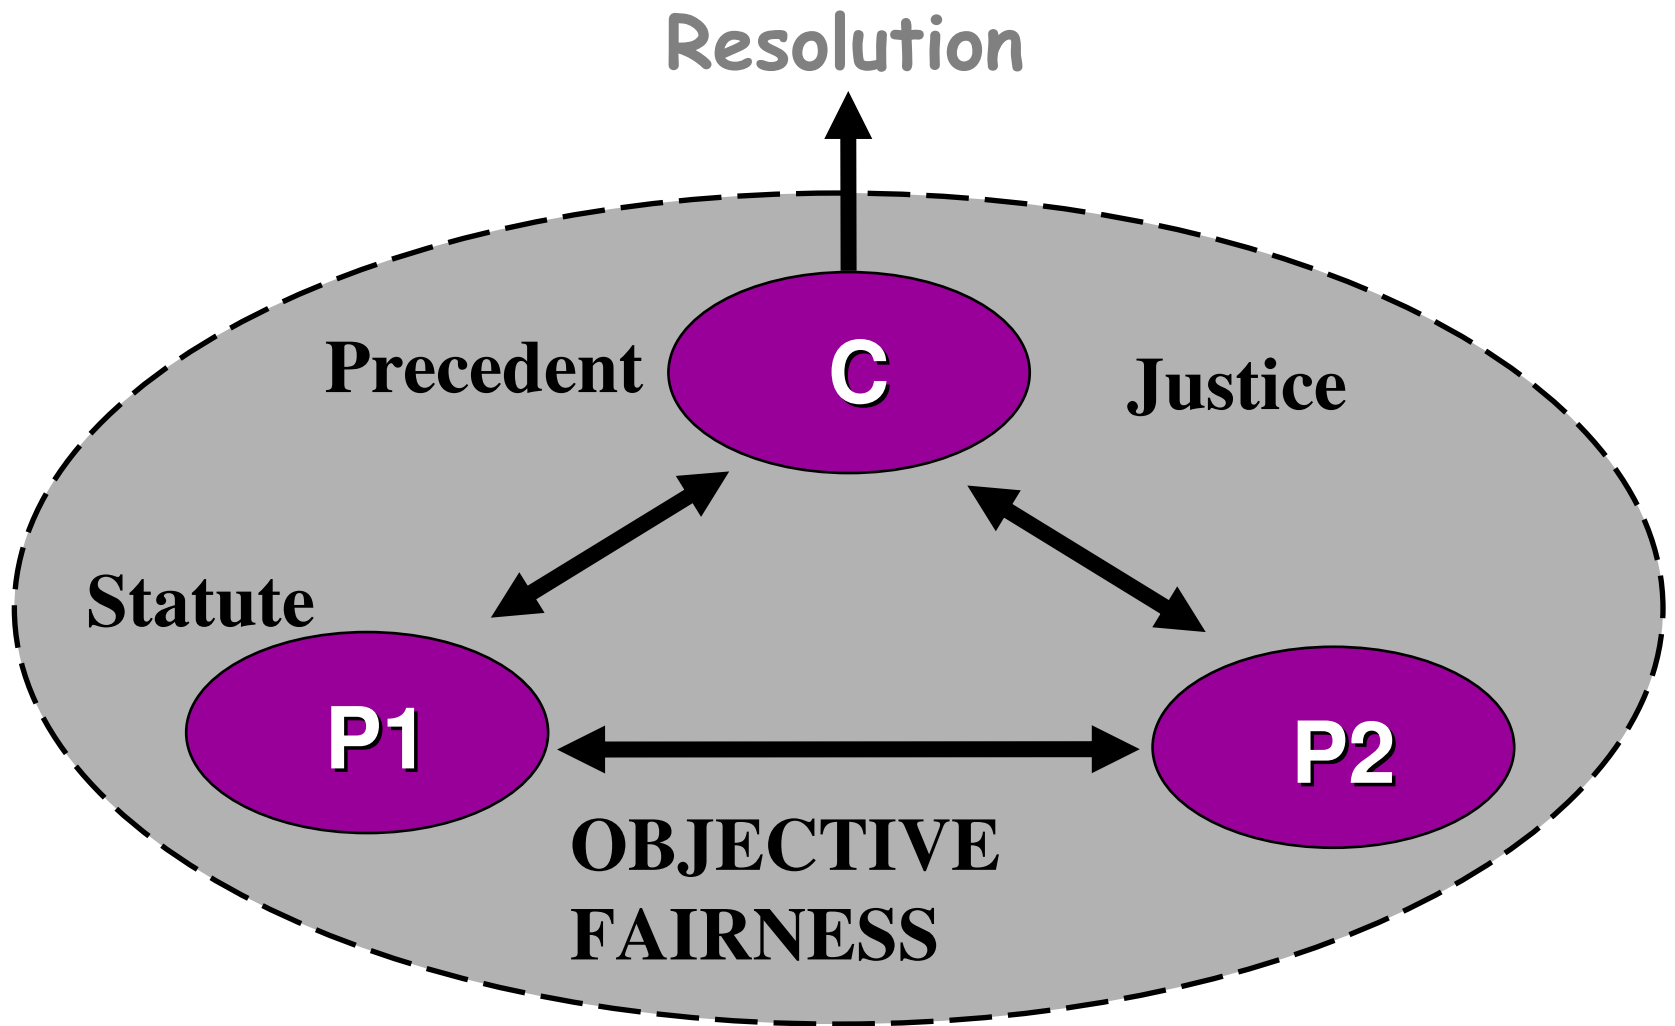 Resolution
Precedent
C
Justice
Statute
P1
P2
OBJECTIVE
FAIRNESS